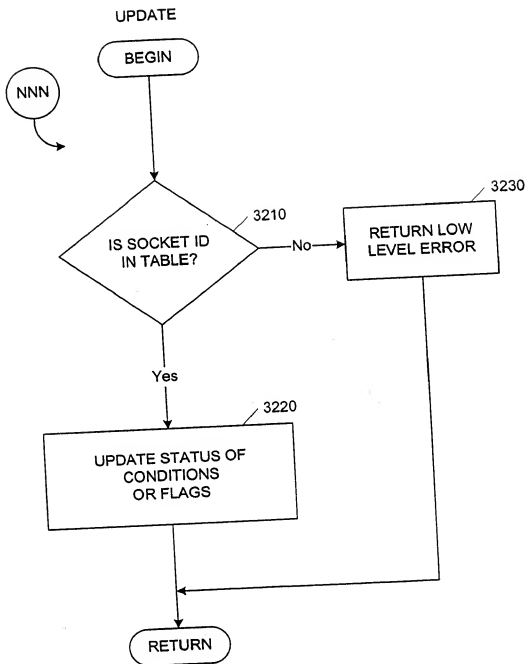 UPDATE
BEGIN
NNN
3210
IS SOCKET ID
IN TABLE?
No
3230
RETURN LOW
LEVEL ERROR
Yes
3220
UPDATE STATUS OF
CONDITIONS
OR FLAGS
RETURN